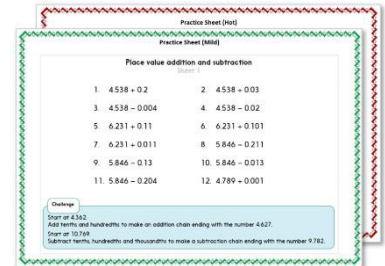 Practice Sheet (Hot)
Practice Sheet (Mild)
Place value addition and subtraction
Sheet 1
1. 4.538 + 0.2 2. 4.538 + 0.03
3. 4.538 – 0.004 4. 4.538 – 0.02
5. 6.231 + 0.11 6. 6.231 + 0.101
7. 6.231 + 0.011 8. 5.846 – 0.211
9. 5.846 – 0.13 10. 5.846 – 0.013
11. 5.846 – 0.204 12. 4.789 + 0.001
Challenge
Start at 4.362.
Add tenths and hundredths to make an addition chain ending with the number 4.627.
Start at 10.769.
Subtract tenths, hundredths and thousandths to make a subtraction chain ending with the number 9.782.